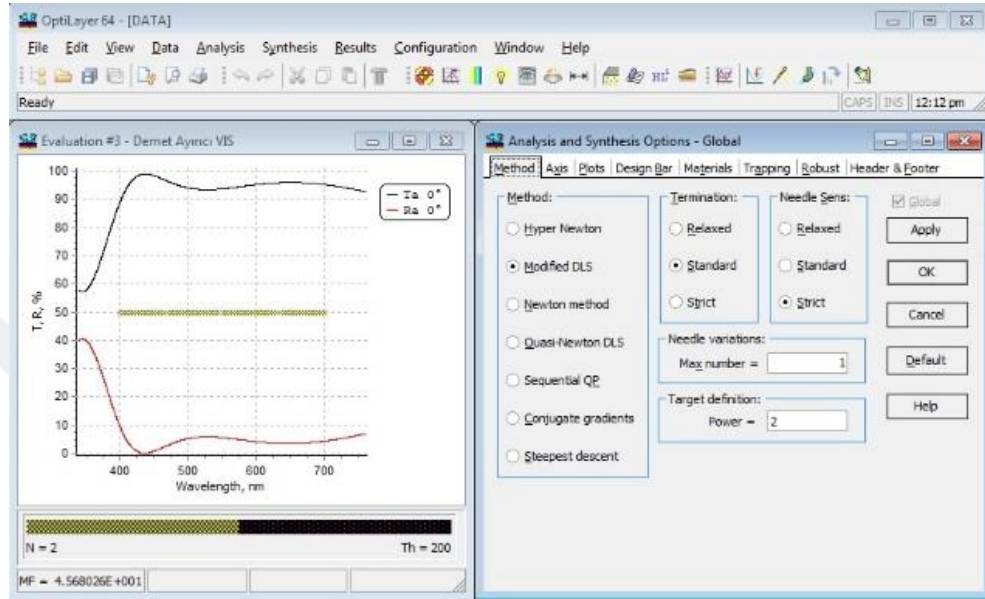 OptiLayer 64 - [DATA]
File Edit View Data Analysis Synthesis Results Configuration Window Help
Ready
CAPS INS 12:12 pm
Evaluation #3 - Demet Ayırıcı VIS
100
90
80
70
60
50
40
30
20
10
0
T, R, %
400 500 600 700
Wavelength, nm
Ta 0°
Ra 0°
N = 2 Th = 200
MF = 4.568026E+001
Analysis and Synthesis Options - Global
Method Axis Plots Design Bar Materials Trapping Robust Header & Footer
Method:
Hyper Newton
Modified DLS
Newton method
Quasi-Newton DLS
Sequential QP
Conjugate gradients
Steepest descent
Termination:
Relaxed
Standard
Strict
Needle Sens:
Relaxed
Standard
Strict
Needle variations:
Max number = 1
Target definition:
Power = 2
Global
Apply
OK
Cancel
Default
Help